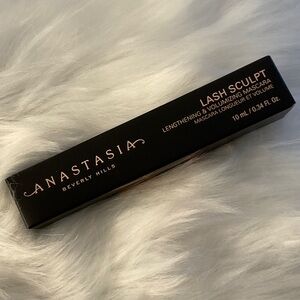 ANASTASIA
BEVERLY HILLS
LASH SCULPT
LENGTHENING & VOLUMIZING MASCARA
MASCARA LONGUEUR ET VOLUME
10 mL / 0.34 Fl. Oz.